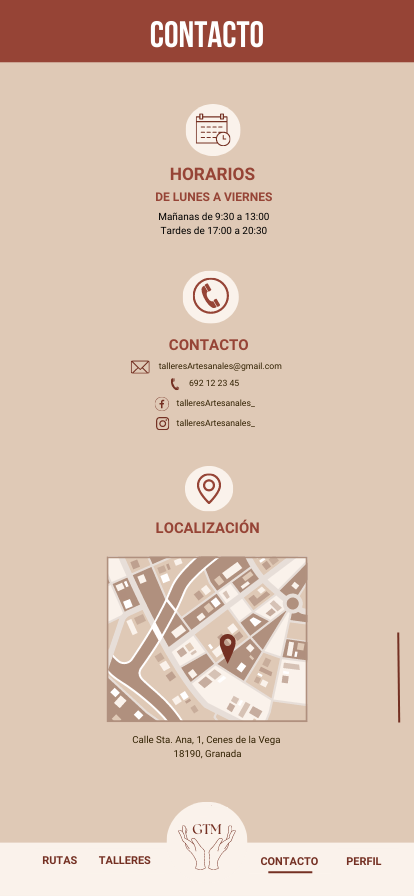 CONTACTO
HORARIOS
DE LUNES A VIERNES
Mañanas de 9:30 a 13:00
Tardes de 17:00 a 20:30
CONTACTO
talleresArtesanales@gmail.com
692 12 23 45
talleresArtesanales_
talleresArtesanales_
LOCALIZACIÓN
Calle Sta. Ana, 1, Cenes de la Vega
18190, Granada
GTM
RUTAS TALLERES CONTACTO PERFIL